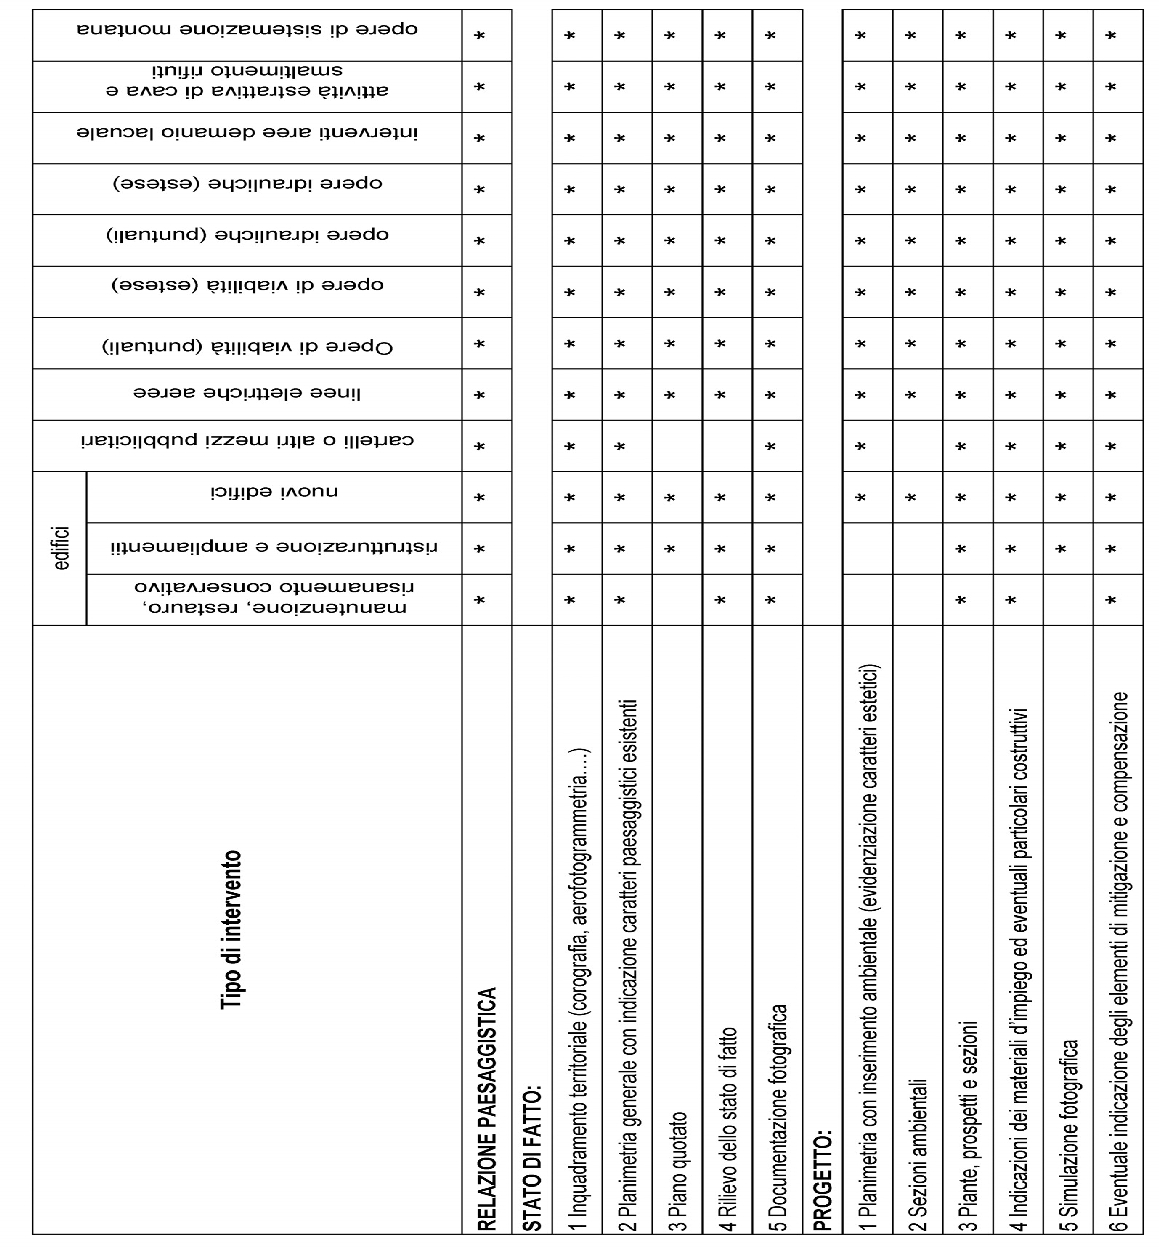 Tipo di intervento
edifici
manutenzione, restauro,
risanamento conservativo
ristrutturazione e ampliamentii
nuovi edifici
cartelli o altri mezzi pubblicitari
linee elettriche aeree
Opere di viabilità (puntuali)
opere di viabilità (estese)
opere idrauliche (puntuali)
opere idrauliche (estese)
interventi aree demanio lacuale
attività estrattiva di cava e
smaltimento rifiuti
opere di sistemazione montana
RELAZIONE PAESAGGISTICA * * * * * * * * * * * *
STATO DI FATTO:
1 Inquadramento territoriale (corografia, aerofotogrammetria....) * * * * * * * * * * * *
2 Planimetria generale con indicazione caratteri paesaggistici esistenti * * * * * * * * * * * *
3 Piano quotato * * * * * * * * * *
4 Rilievo dello stato di fatto * * * * * * * * * * *
5 Documentazione fotografica * * * * * * * * * * * *
PROGETTO:
1 Planimetria con inserimento ambientale (evidenziazione caratteri estetici) * * * * * * * * * *
2 Sezioni ambientali * * * * * * * * *
3 Piante, prospetti e sezioni * * * * * * * * * * * *
4 Indicazioni dei materiali d'impiego ed eventuali particolari costruttivi * * * * * * * * * * * *
5 Simulazione fotografica * * * * * * * * * * *
6 Eventuale indicazione degli elementi di mitigazione e compensazione * * * * * * * * * * * *